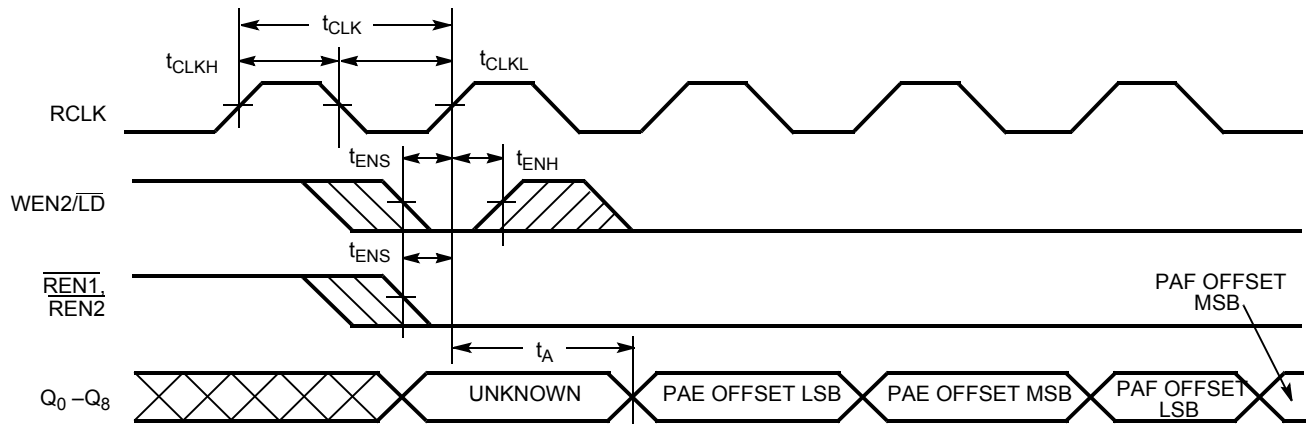 tCLK
tCLKH
tCLKL
RCLK
tENS
tENH
WEN2/LD
tENS
REN1,
REN2
PAF OFFSET
MSB
tA
Q0 –Q8
UNKNOWN
PAE OFFSET LSB
PAE OFFSET MSB
PAF OFFSET
LSB